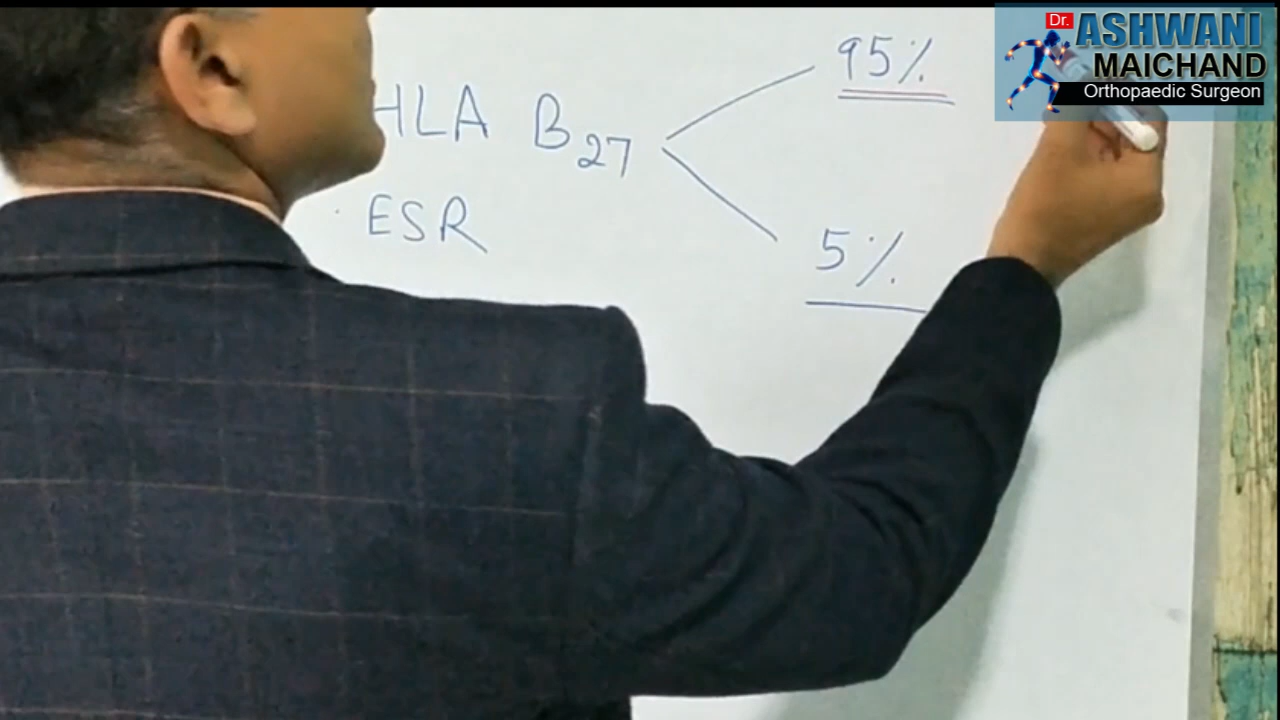 HLA B27
95%
ESR
5%
Dr. ASHWANI
MAICHAND
Orthopaedic Surgeon